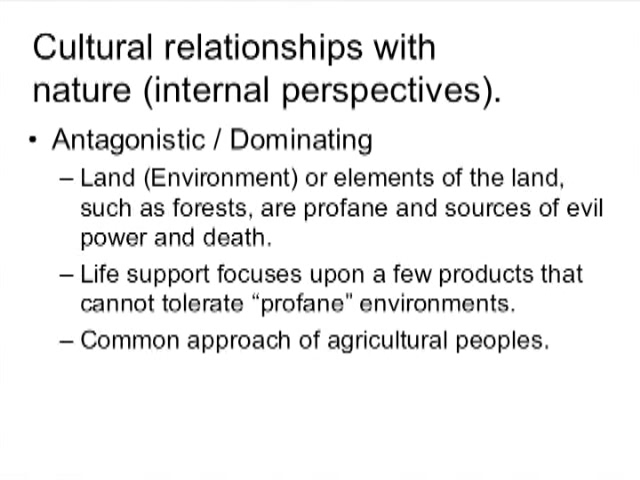 Cultural relationships with
nature (internal perspectives).
• Antagonistic / Dominating
– Land (Environment) or elements of the land,
such as forests, are profane and sources of evil
power and death.
– Life support focuses upon a few products that
cannot tolerate “profane" environments.
– Common approach of agricultural peoples.